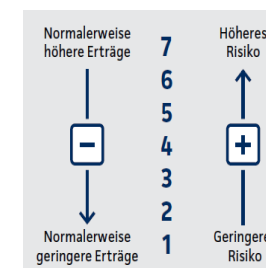 Normalerweise
höhere Erträge
7
Höheres
Risiko
6
5
−
4
+
3
2
Normalerweise
geringere Erträge
1
Geringere
Risiko